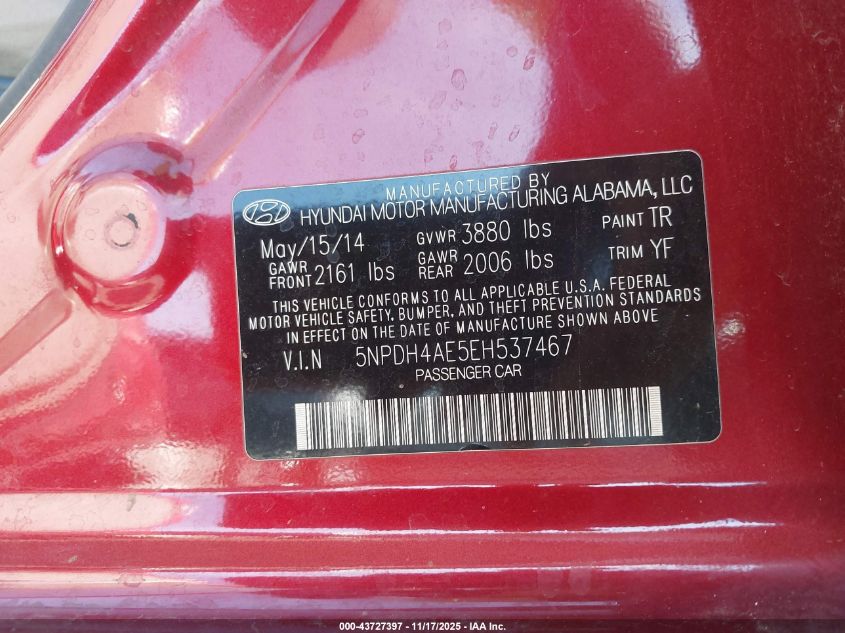 MANUFACTURED BY
HYUNDAI MOTOR MANUFACTURING ALABAMA, LLC
May/15/14 GVWR 3880 lbs PAINT TR
GAWR FRONT 2161 lbs GAWR REAR 2006 lbs TRIM YF
THIS VEHICLE CONFORMS TO ALL APPLICABLE U.S.A. FEDERAL
MOTOR VEHICLE SAFETY, BUMPER, AND THEFT PREVENTION STANDARDS
IN EFFECT ON THE DATE OF MANUFACTURE SHOWN ABOVE
V.I.N 5NPDH4AE5EH537467
PASSENGER CAR
000-43727397 - 11/17/2025 - IAA Inc.